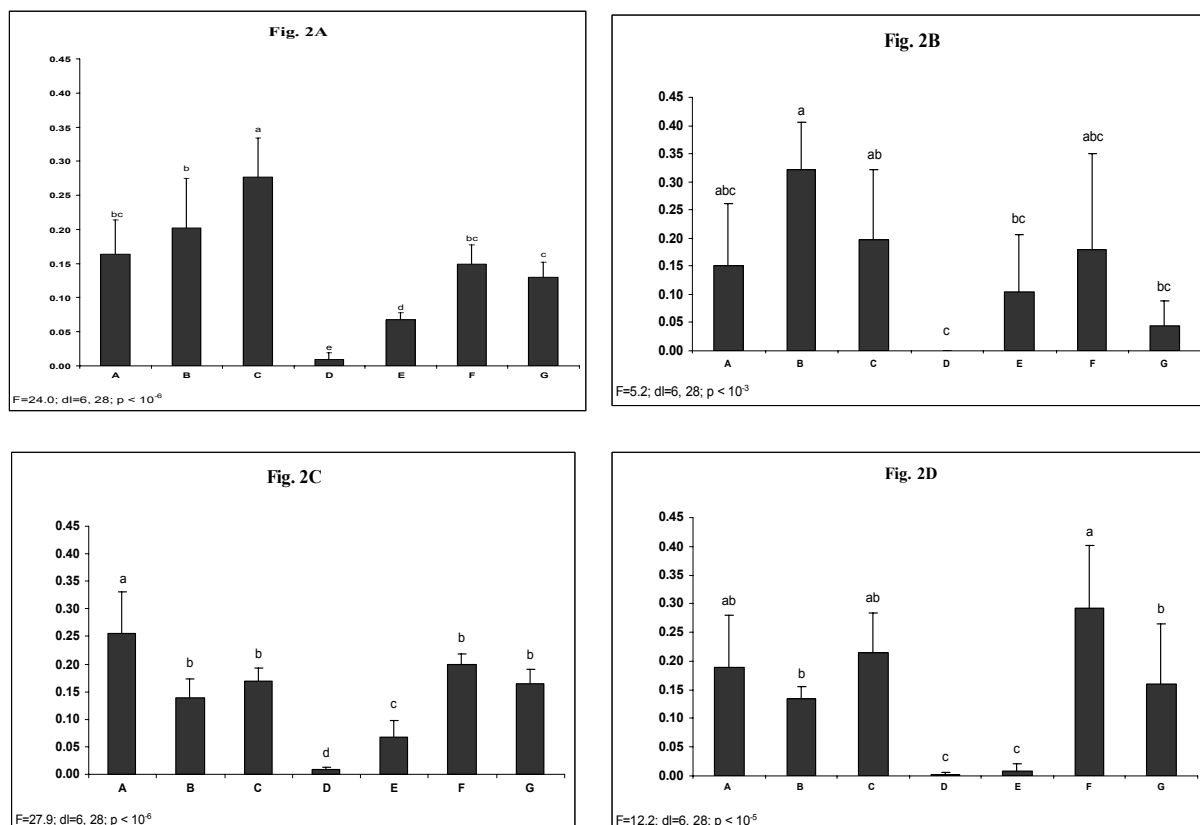 Fig. 2A
0.45
0.40
0.35
0.30
0.25
0.20
0.15
0.10
0.05
0.00
bc
b
a
e
d
bc
c
A B C D E F G
F=24.0; dl=6, 28; p < 10⁻⁶
Fig. 2B
0.45
0.40
0.35
0.30
0.25
0.20
0.15
0.10
0.05
0.00
abc
a
ab
c
bc
abc
bc
A B C D E F G
F=5.2; dl=6, 28; p < 10⁻³
Fig. 2C
0.45
0.40
0.35
0.30
0.25
0.20
0.15
0.10
0.05
0.00
a
b
b
d
c
b
b
A B C D E F G
F=27.9; dl=6, 28; p < 10⁻⁶
Fig. 2D
0.45
0.40
0.35
0.30
0.25
0.20
0.15
0.10
0.05
0.00
ab
b
ab
c
c
a
b
A B C D E F G
F=12.2; dl=6, 28; p < 10⁻⁵